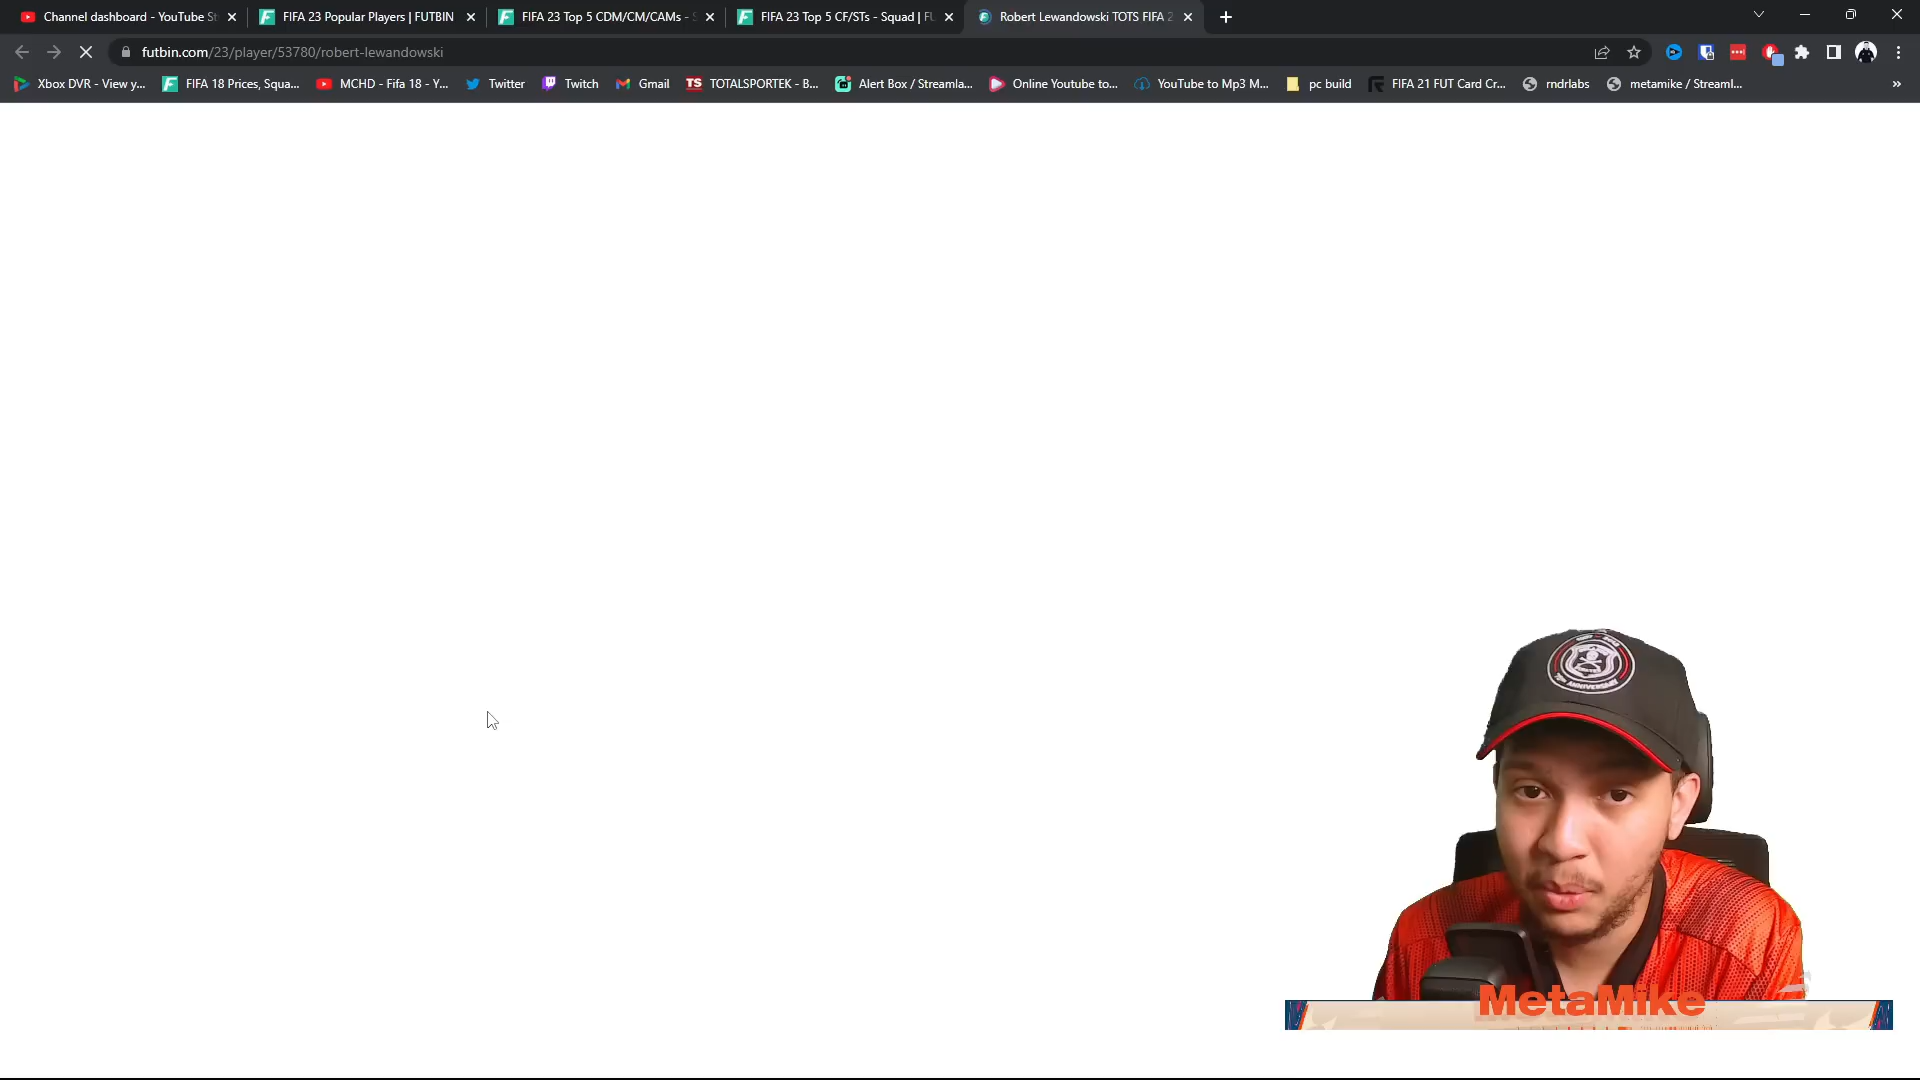 Channel dashboard - YouTube St
FIFA 23 Popular Players | FUTBIN
FIFA 23 Top 5 CDM/CM/CAMs - S
FIFA 23 Top 5 CF/STs - Squad | FU
Robert Lewandowski TOTS FIFA 2
futbin.com/23/player/53780/robert-lewandowski
Xbox DVR - View y...
FIFA 18 Prices, Squa...
MCHD - Fifa 18 - Y...
Twitter
Twitch
Gmail
TS TOTALSPORTEK - B...
Alert Box / Streamla...
Online Youtube to...
YouTube to Mp3 M...
pc build
FIFA 21 FUT Card Cr...
rndrlabs
metamike / Streaml...
»
ANNIVERSARY
MetaMike